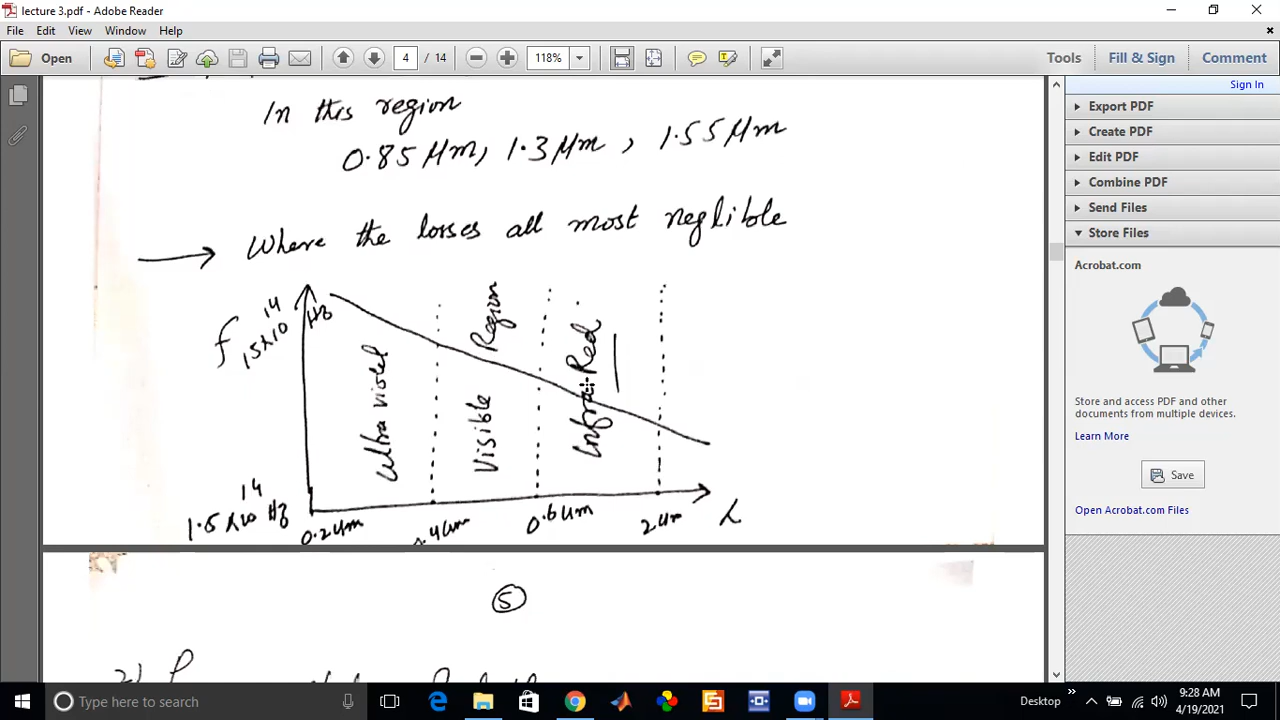 lecture 3.pdf - Adobe Reader
File Edit View Window Help
Open 4 / 14 118% Tools Fill & Sign Comment
Sign In
In this region
0.85 μm, 1.3 μm , 1.55 μm
Where the losses all most neglible
f 15x10^14 Hz
Ultra violet
Visible Region
Infra-Red
1.5 x10^14 Hz
0.2 μm .4 μm 0.6 μm 2 μm λ
5
Export PDF
Create PDF
Edit PDF
Combine PDF
Send Files
Store Files
Acrobat.com
Store and access PDF and other
documents from multiple devices.
Learn More
Save
Open Acrobat.com Files
Type here to search
Desktop
9:28 AM
4/19/2021